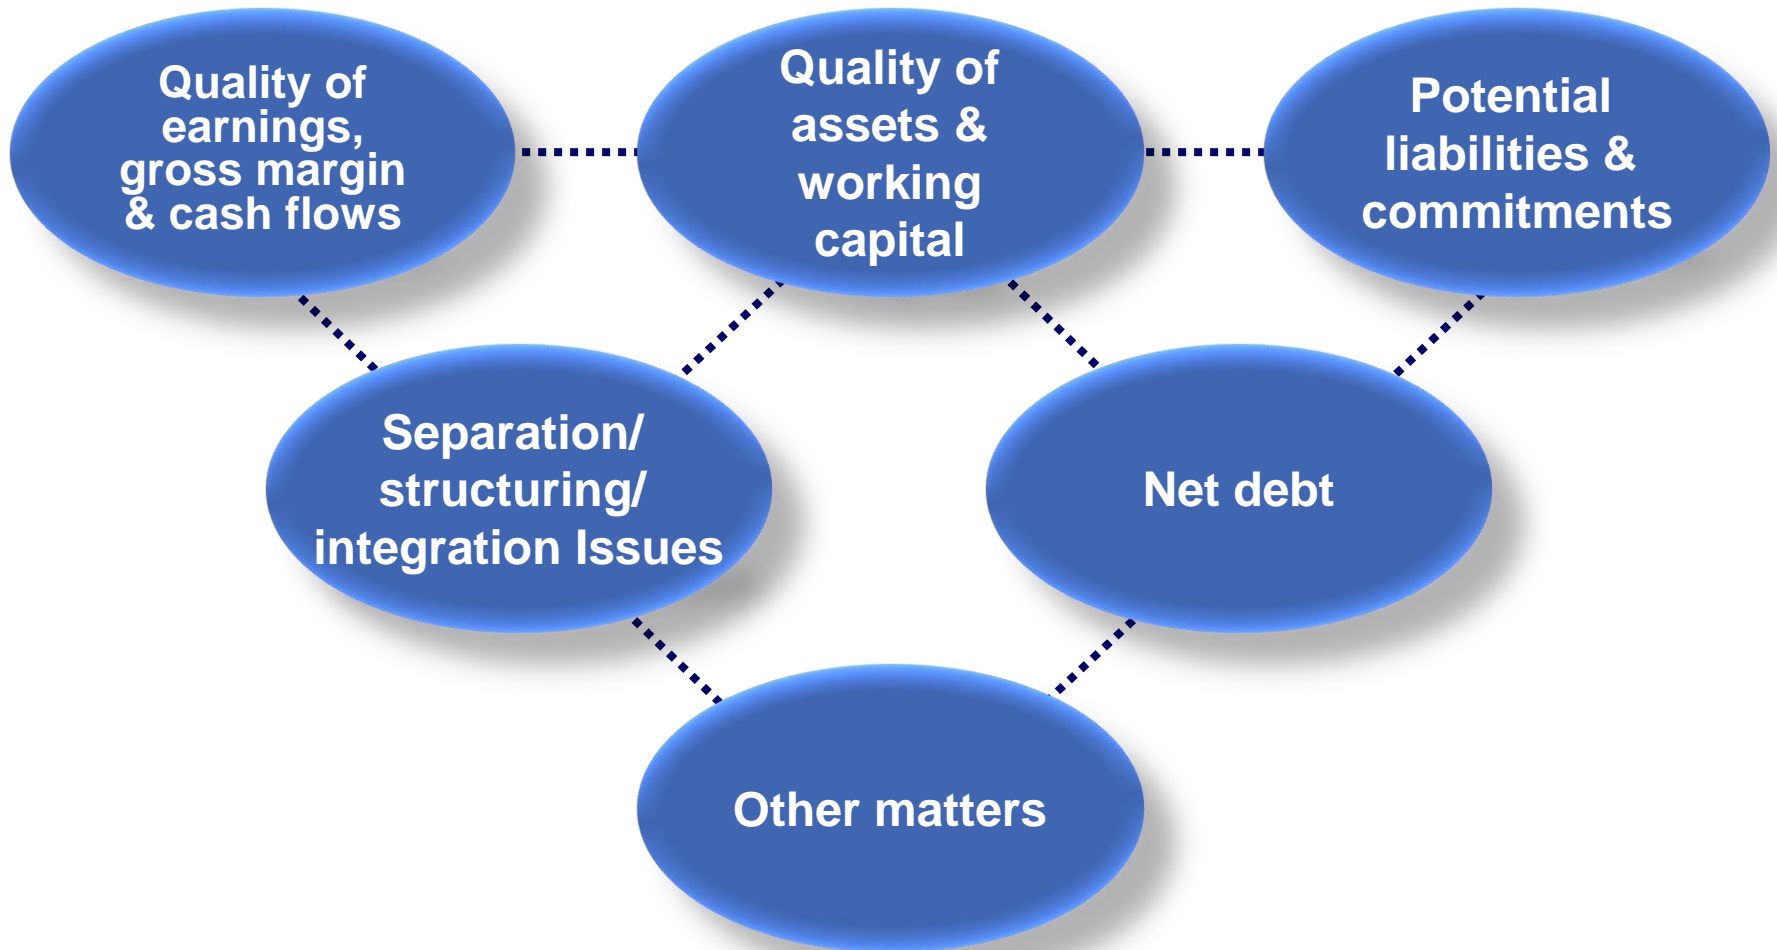 Quality of
earnings,
gross margin
& cash flows
Quality of
assets &
working
capital
Potential
liabilities &
commitments
Separation/
structuring/
integration Issues
Net debt
Other matters